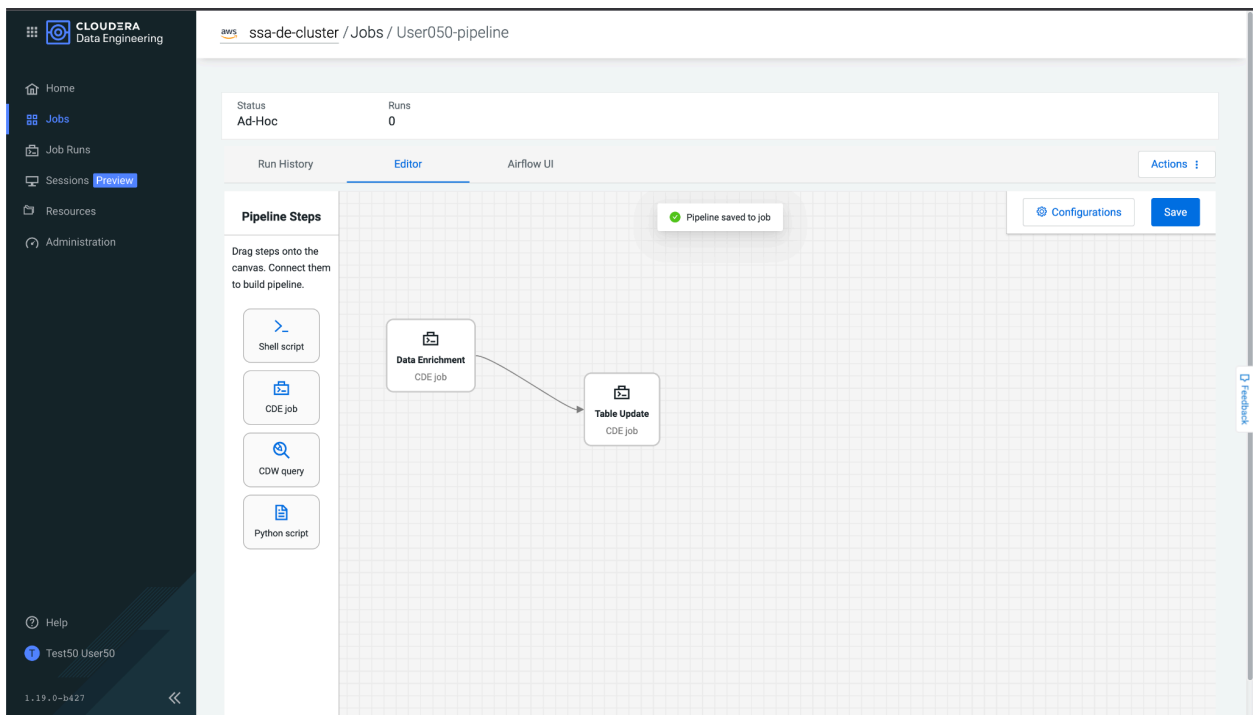 CLOUDERA
Data Engineering
Home
Jobs
Job Runs
Sessions Preview
Resources
Administration
Help
T Test50 User50
1.19.0-b427
aws ssa-de-cluster / Jobs / User050-pipeline
Status
Ad-Hoc
Runs
0
Run History
Editor
Airflow UI
Actions
Pipeline Steps
Drag steps onto the
canvas. Connect them
to build pipeline.
Shell script
CDE job
CDW query
Python script
Pipeline saved to job
Configurations
Save
Data Enrichment
CDE job
Table Update
CDE job
Feedback